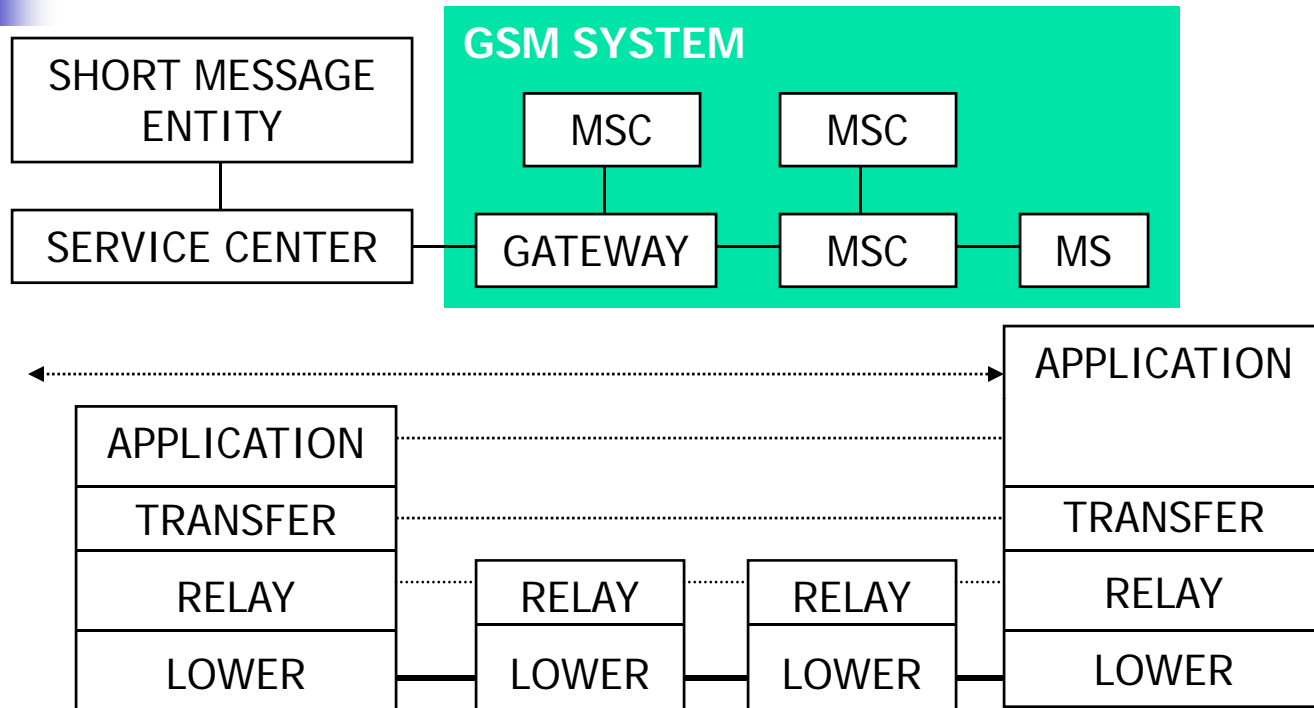 GSM SYSTEM
SHORT MESSAGE
ENTITY
MSC
MSC
SERVICE CENTER
GATEWAY
MSC
MS
APPLICATION
APPLICATION
TRANSFER
TRANSFER
RELAY
RELAY
RELAY
RELAY
LOWER
LOWER
LOWER
LOWER